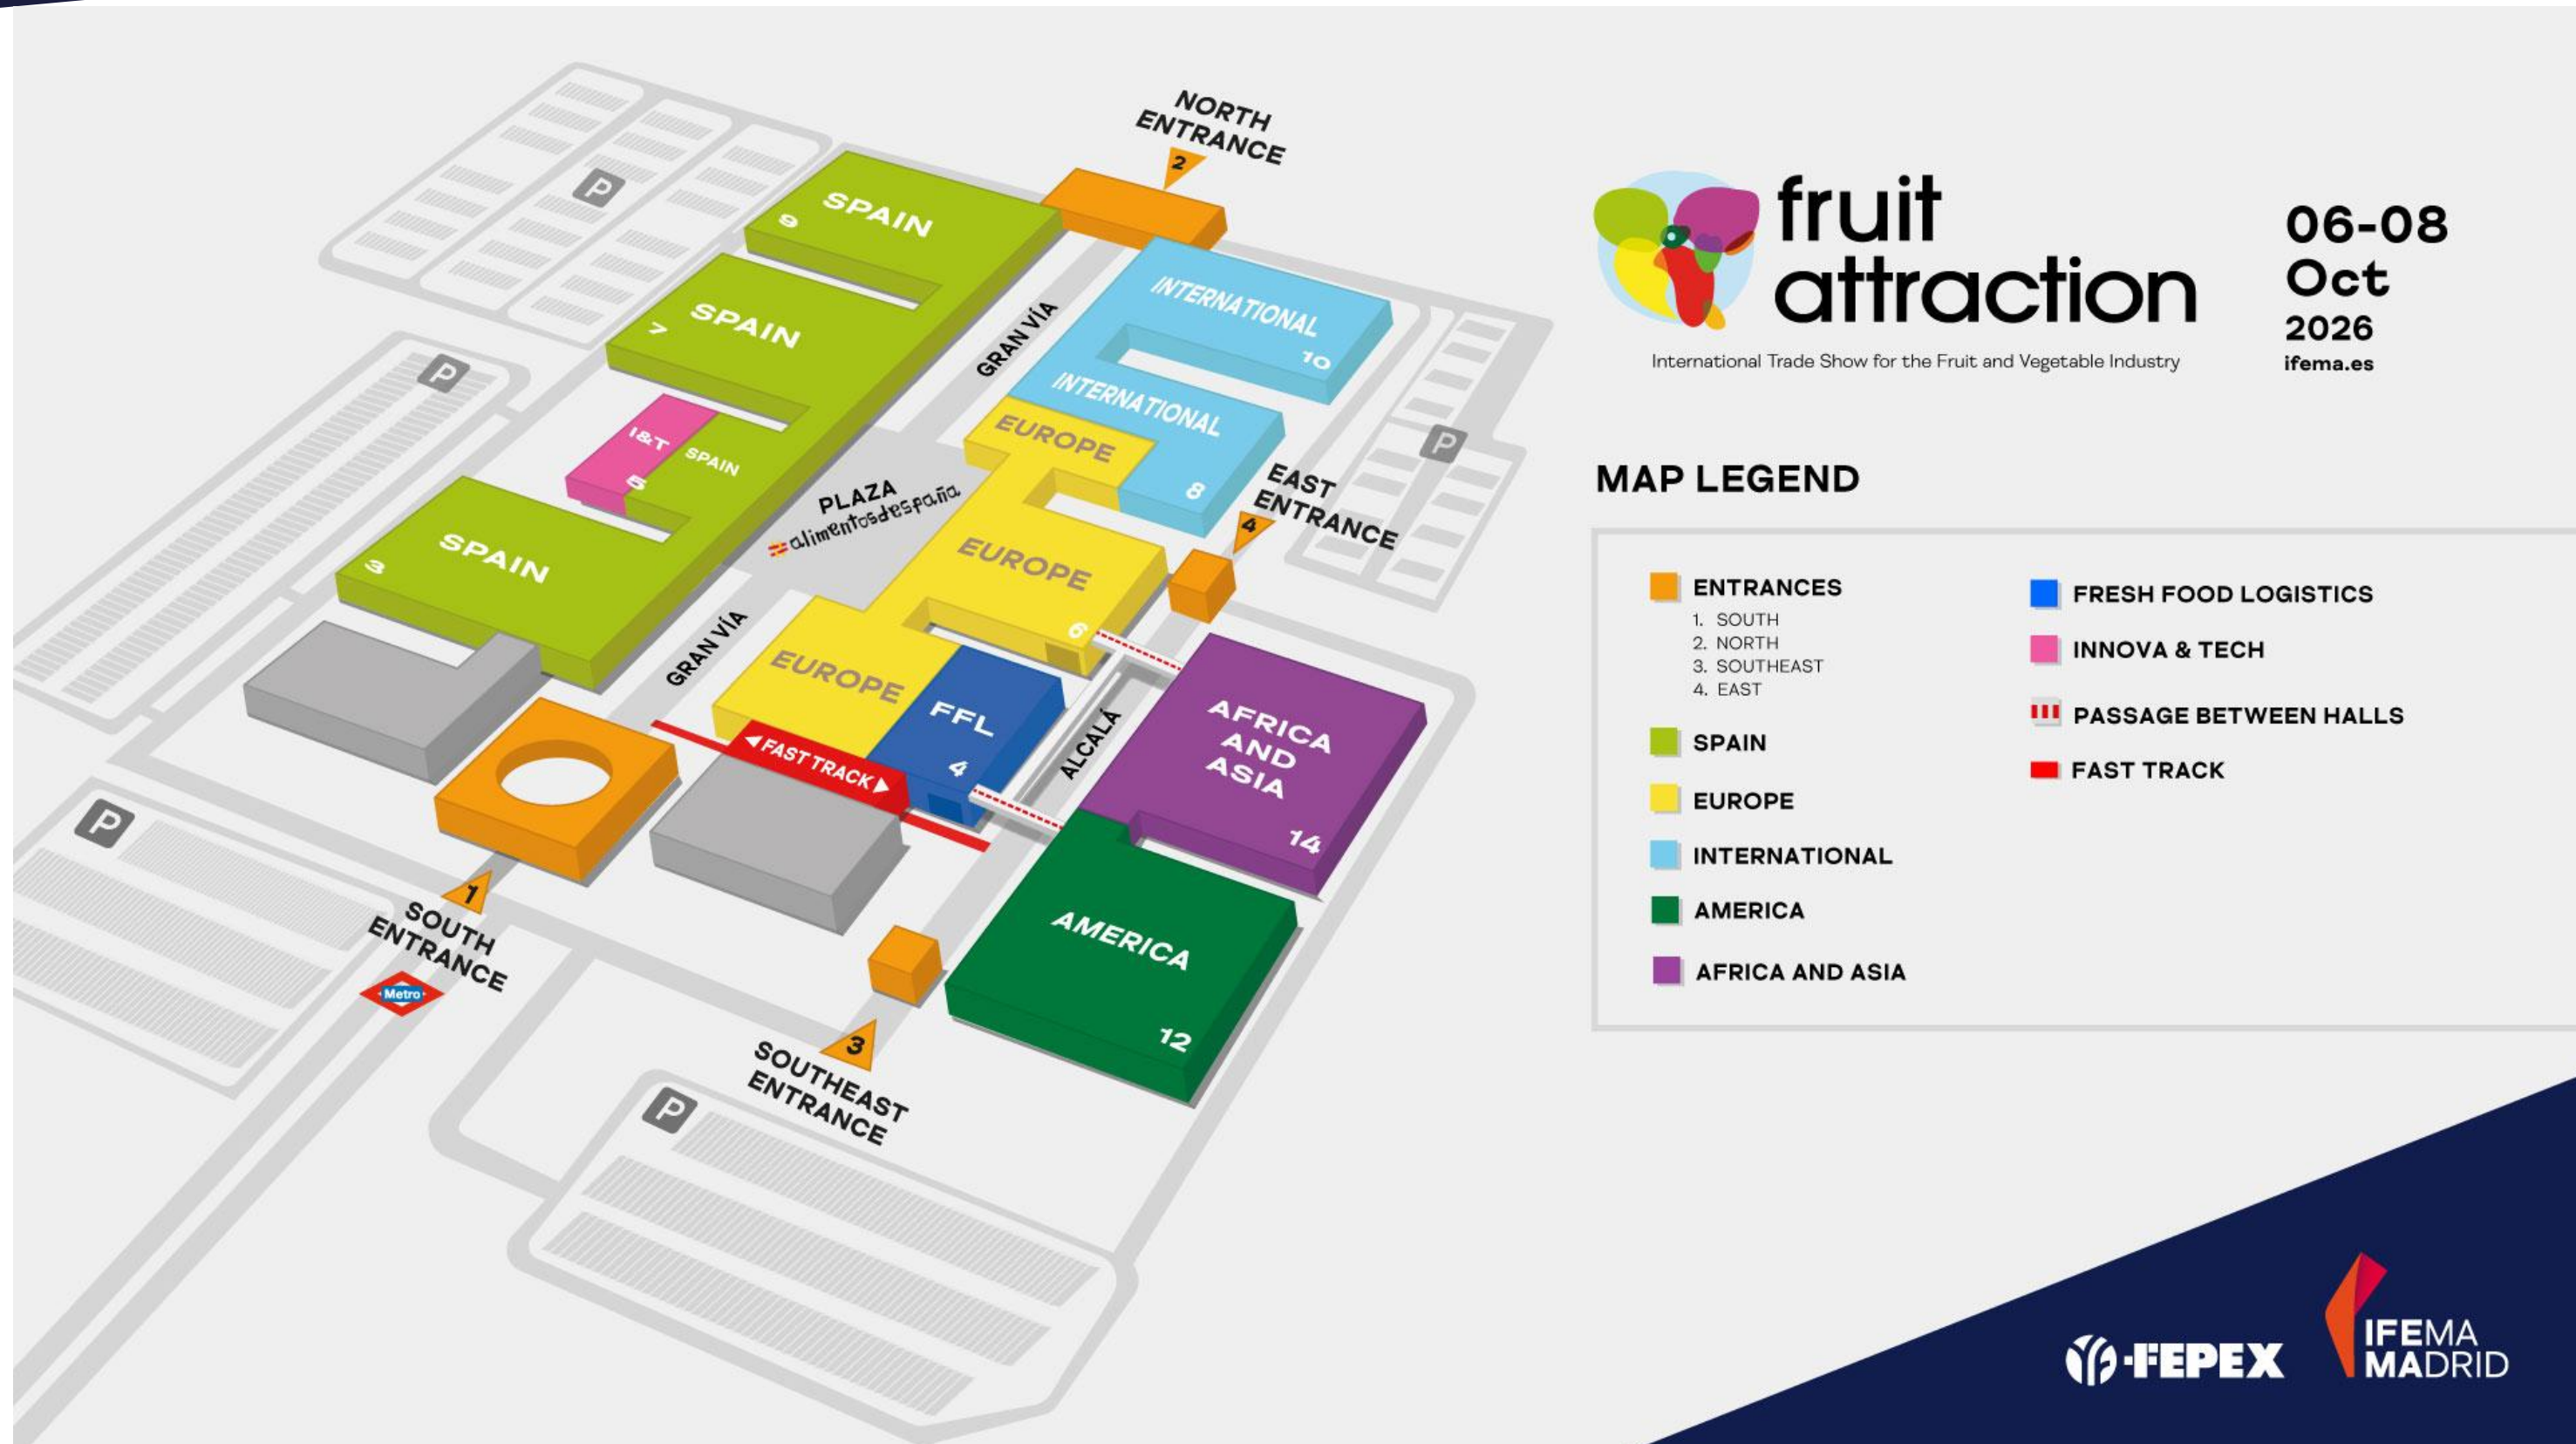 NORTH
ENTRANCE
2
SPAIN
9
SPAIN
7
I&T
SPAIN
5
SPAIN
3
GRAN VÍA
INTERNATIONAL
10
INTERNATIONAL
8
EUROPE
PLAZA
alimentosdespaña
EAST
ENTRANCE
4
EUROPE
6
GRAN VÍA
EUROPE
FFL
4
◀ FAST TRACK ▶
ALCALÁ
AFRICA
AND
ASIA
14
AMERICA
12
1
SOUTH
ENTRANCE
Metro
3
SOUTHEAST
ENTRANCE
P
P
P
P
P
fruit
attraction
International Trade Show for the Fruit and Vegetable Industry
06-08
Oct
2026
ifema.es
MAP LEGEND
ENTRANCES
1. SOUTH
2. NORTH
3. SOUTHEAST
4. EAST
SPAIN
EUROPE
INTERNATIONAL
AMERICA
AFRICA AND ASIA
FRESH FOOD LOGISTICS
INNOVA & TECH
PASSAGE BETWEEN HALLS
FAST TRACK
FEPEX
IFEMA
MADRID